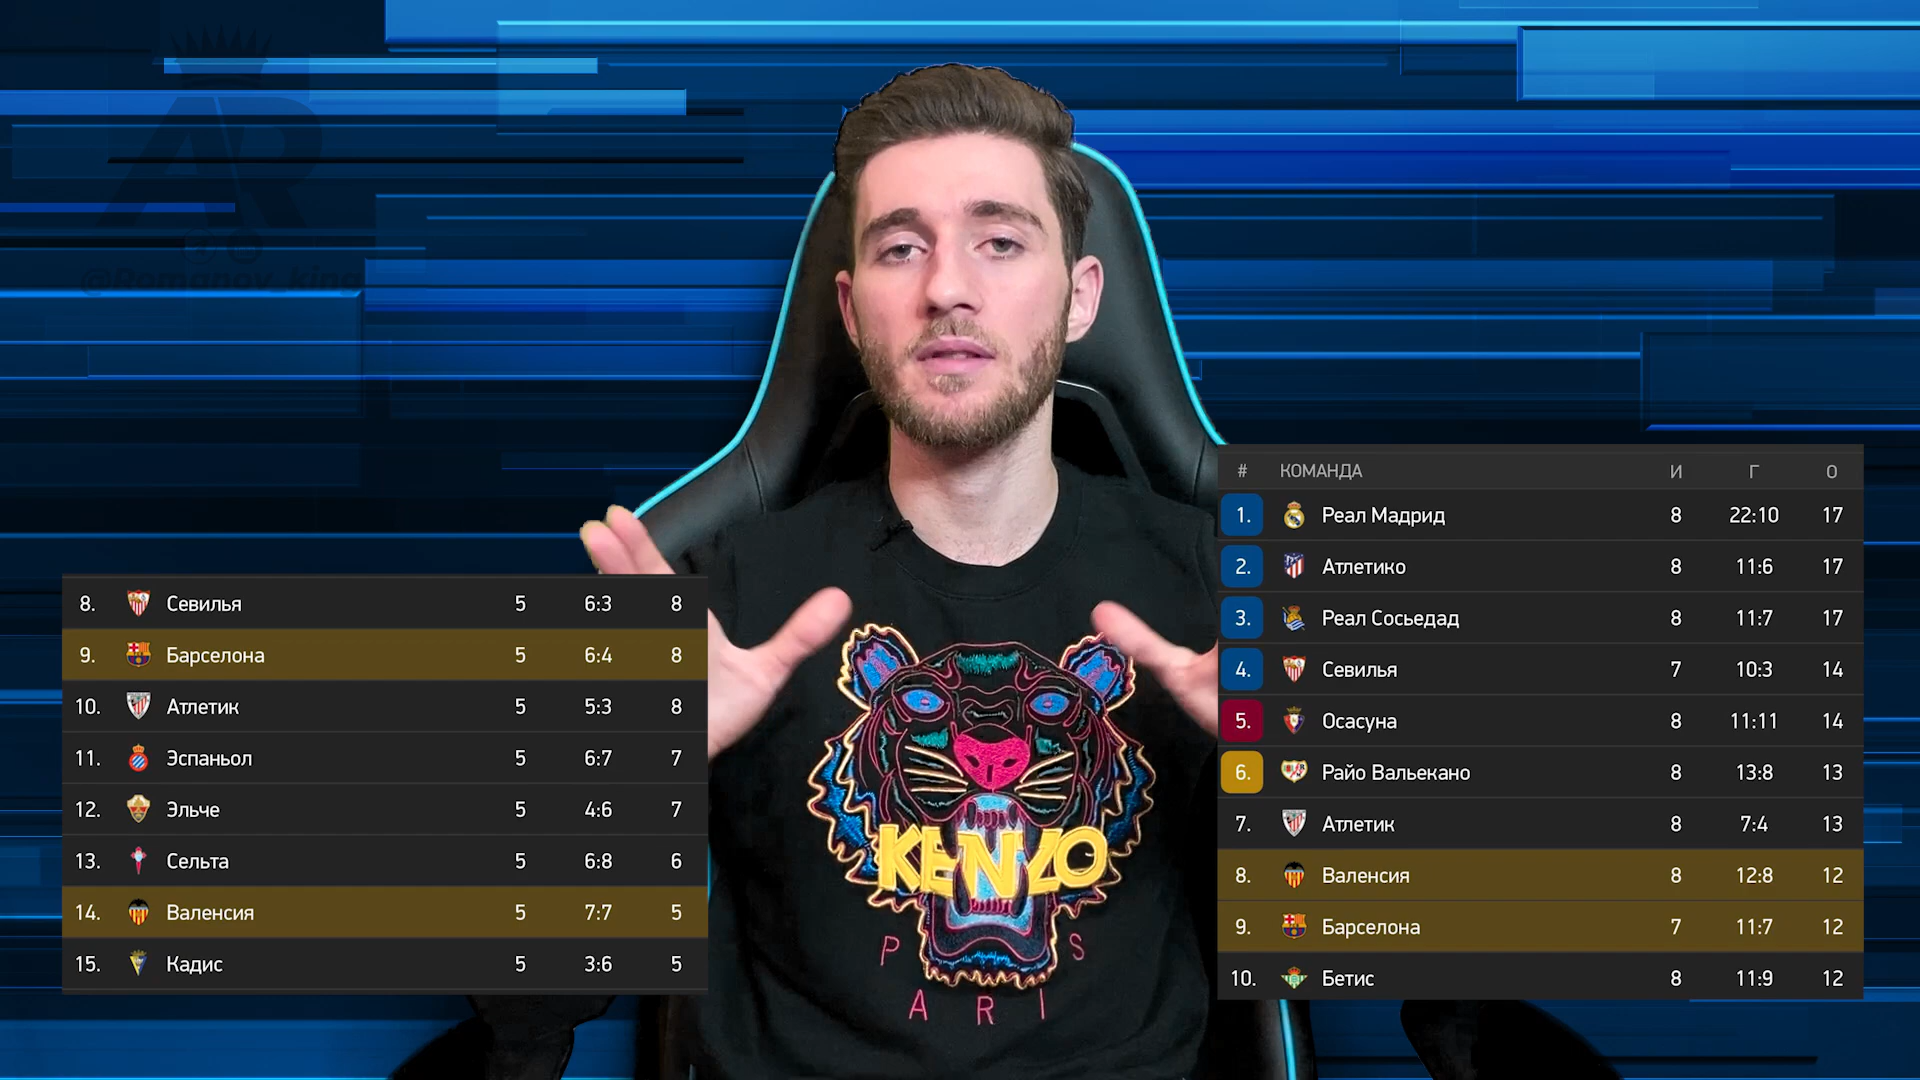 AR
@Romanov_king
8. Севилья 5 6:3 8
9. Барселона 5 6:4 8
10. Атлетик 5 5:3 8
11. Эспаньол 5 6:7 7
12. Эльче 5 4:6 7
13. Сельта 5 6:8 6
14. Валенсия 5 7:7 5
15. Кадис 5 3:6 5
KENZO
PARIS
# КОМАНДА И Г О
1. Реал Мадрид 8 22:10 17
2. Атлетико 8 11:6 17
3. Реал Сосьедад 8 11:7 17
4. Севилья 7 10:3 14
5. Осасуна 8 11:11 14
6. Райо Вальекано 8 13:8 13
7. Атлетик 8 7:4 13
8. Валенсия 8 12:8 12
9. Барселона 7 11:7 12
10. Бетис 8 11:9 12